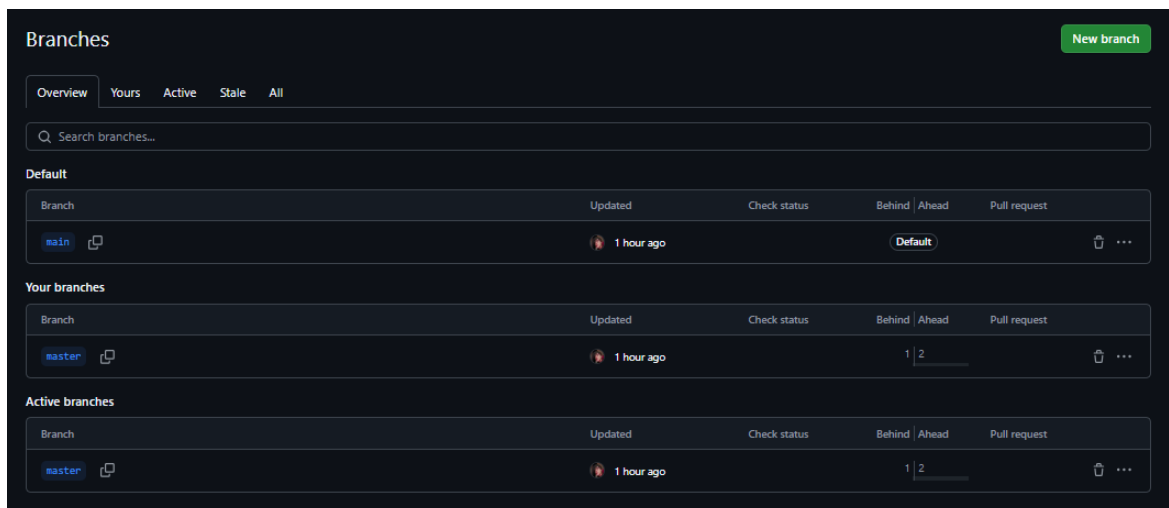 Branches
New branch
Overview Yours Active Stale All
Search branches...
Default
Branch Updated Check status Behind Ahead Pull request
main 1 hour ago Default
Your branches
Branch Updated Check status Behind Ahead Pull request
master 1 hour ago 1 2
Active branches
Branch Updated Check status Behind Ahead Pull request
master 1 hour ago 1 2